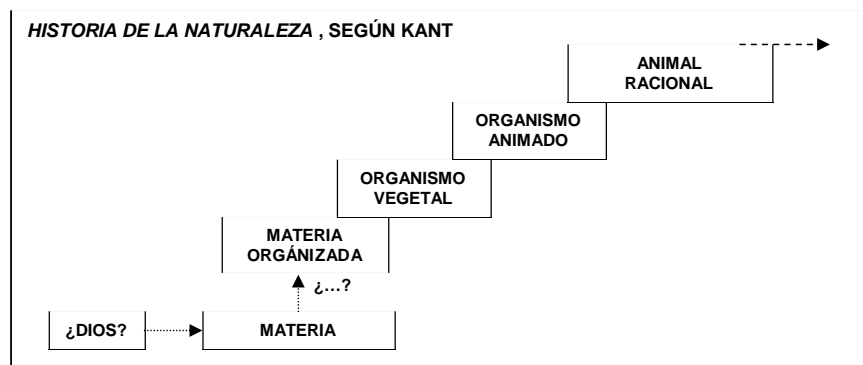 HISTORIA DE LA NATURALEZA , SEGÚN KANT
ANIMAL
RACIONAL
ORGANISMO
ANIMADO
ORGANISMO
VEGETAL
MATERIA
ORGÁNIZADA
¿…?
¿DIOS?
MATERIA